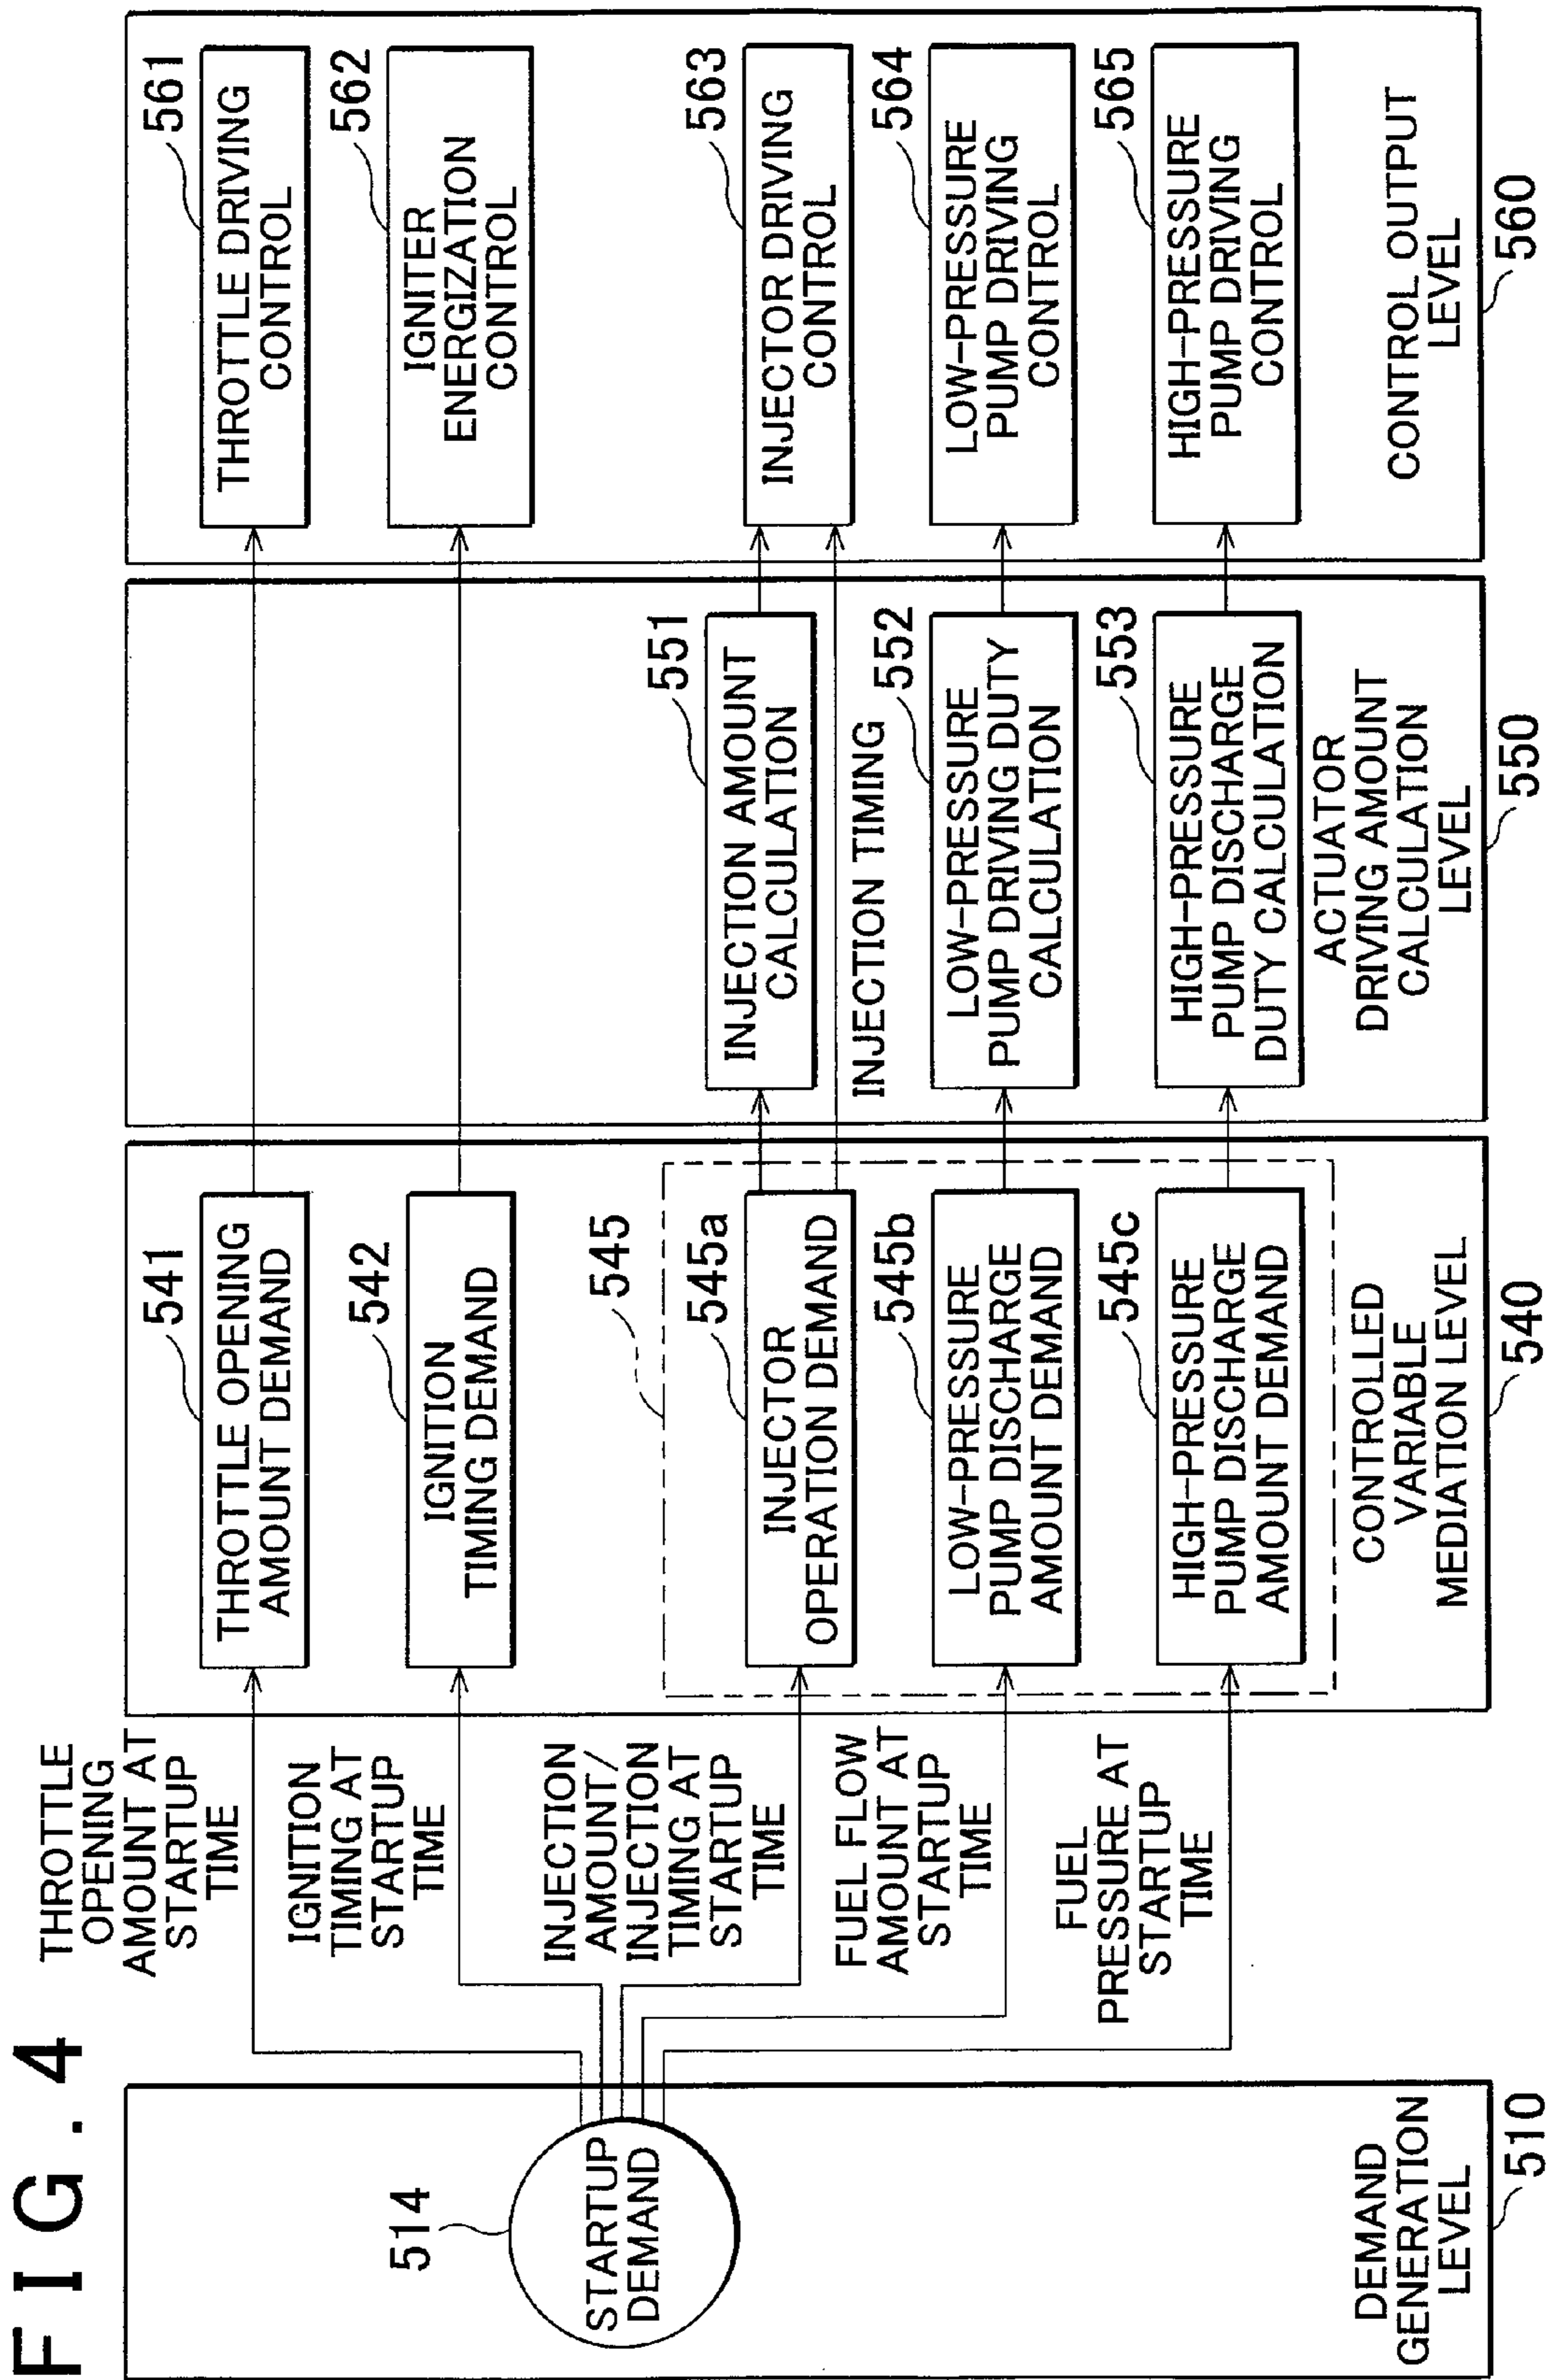 FIG. 4
514
STARTUP
DEMAND
DEMAND
GENERATION
LEVEL
510
THROTTLE
OPENING
AMOUNT AT
STARTUP
TIME
IGNITION
TIMING AT
STARTUP
TIME
INJECTION
AMOUNT/
INJECTION
TIMING AT
STARTUP
TIME
FUEL FLOW
AMOUNT AT
STARTUP
TIME
FUEL
PRESSURE AT
STARTUP
TIME
541
THROTTLE OPENING
AMOUNT DEMAND
542
IGNITION
TIMING DEMAND
545
545a
INJECTOR
OPERATION DEMAND
545b
LOW-PRESSURE
PUMP DISCHARGE
AMOUNT DEMAND
545c
HIGH-PRESSURE
PUMP DISCHARGE
AMOUNT DEMAND
CONTROLLED
VARIABLE
MEDIATION LEVEL
540
551
INJECTION AMOUNT
CALCULATION
INJECTION TIMING
552
LOW-PRESSURE
PUMP DRIVING DUTY
CALCULATION
553
HIGH-PRESSURE
PUMP DISCHARGE
DUTY CALCULATION
ACTUATOR
DRIVING AMOUNT
CALCULATION
LEVEL
550
561
THROTTLE DRIVING
CONTROL
562
IGNITER
ENERGIZATION
CONTROL
563
INJECTOR DRIVING
CONTROL
564
LOW-PRESSURE
PUMP DRIVING
CONTROL
565
HIGH-PRESSURE
PUMP DRIVING
CONTROL
CONTROL OUTPUT
LEVEL
560